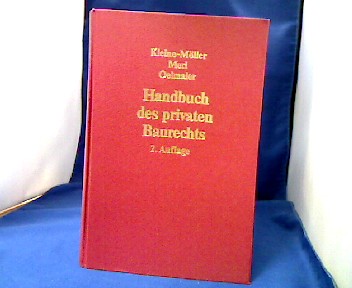 Kleine-Möller
Merl
Oelmaier
Handbuch
des privaten
Baurechts
2. Auflage